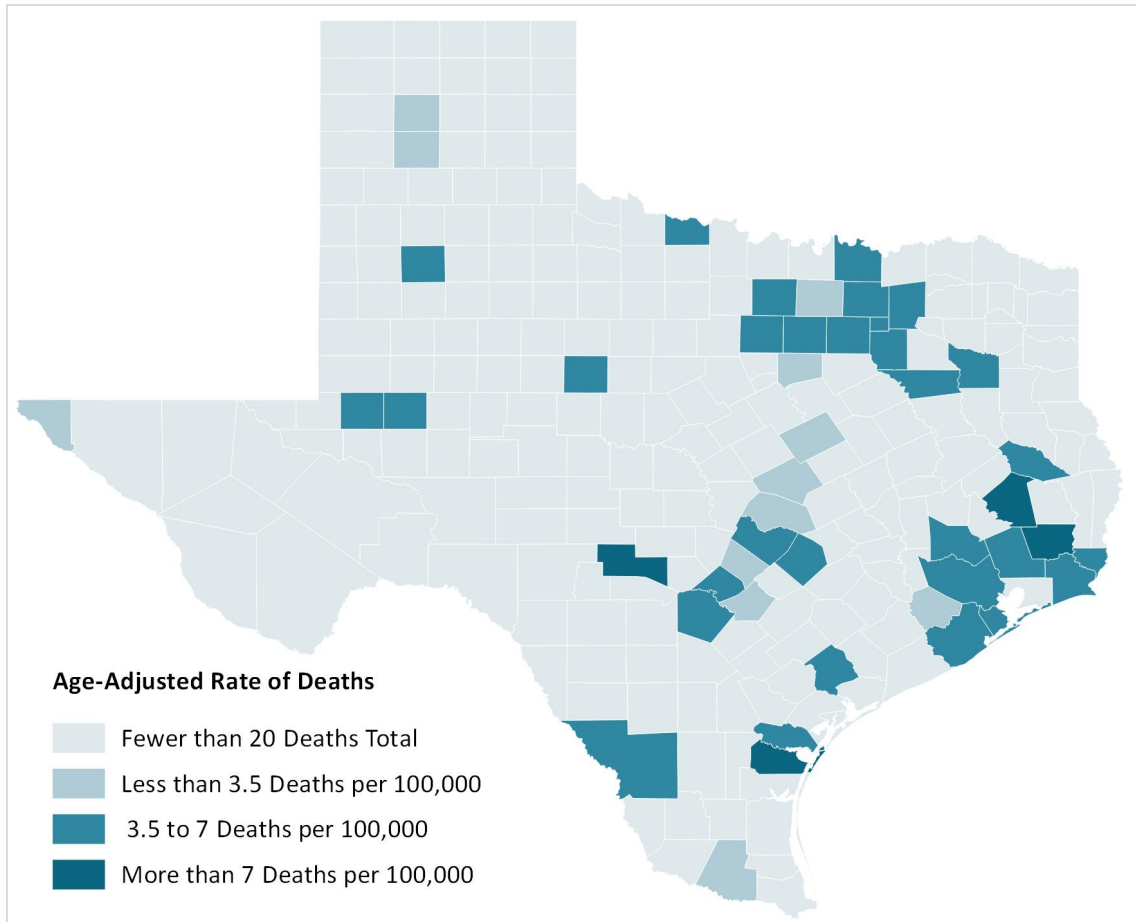 Age-Adjusted Rate of Deaths
Fewer than 20 Deaths Total
Less than 3.5 Deaths per 100,000
3.5 to 7 Deaths per 100,000
More than 7 Deaths per 100,000